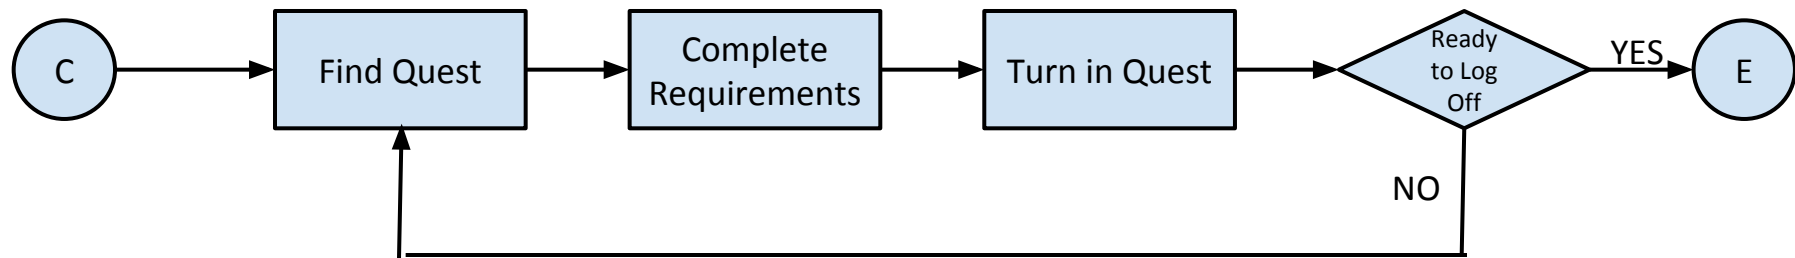 C
Find Quest
Complete
Requirements
Turn in Quest
Ready
to Log
Off
YES
E
NO